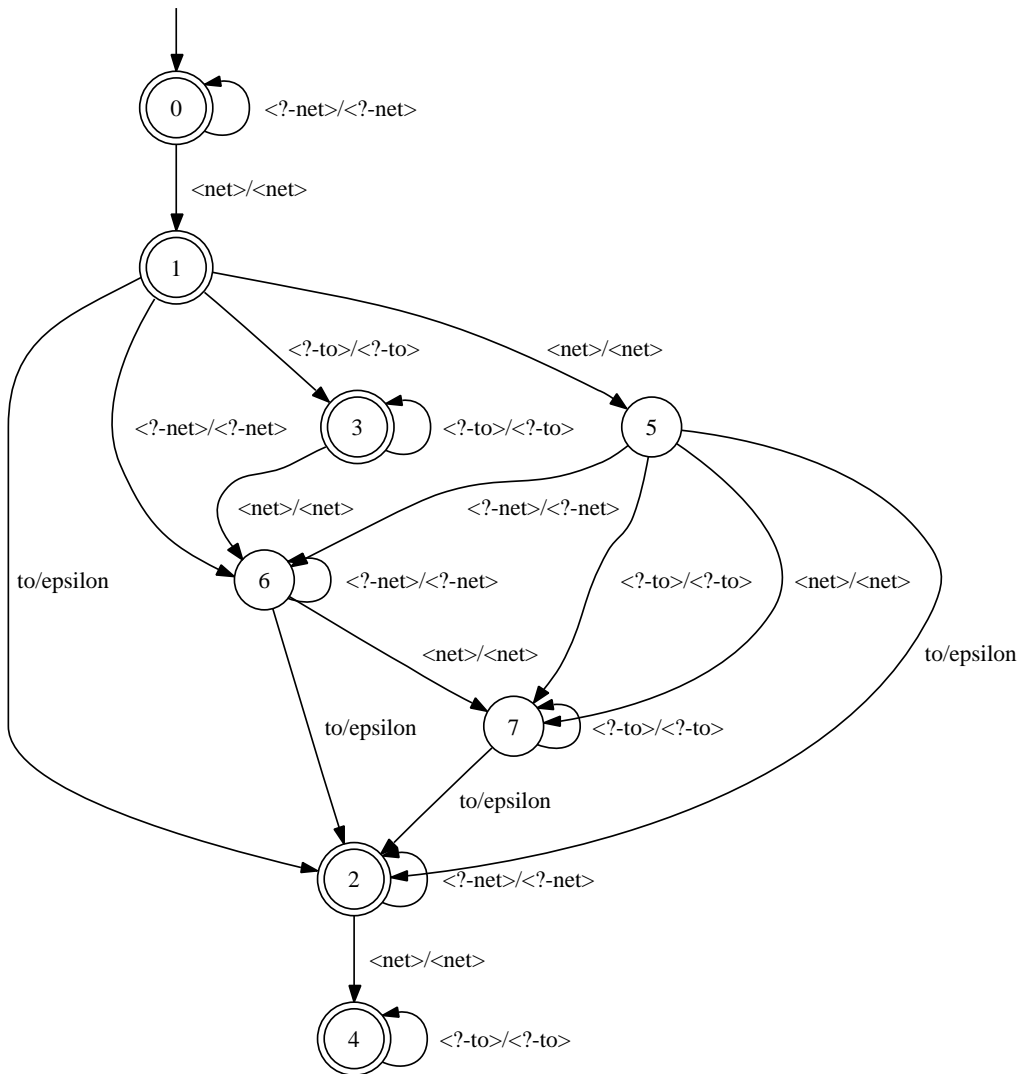 0
<?-net>/<?-net>
<net>/<net>
1
<?-to>/<?-to>
<net>/<net>
<?-net>/<?-net>
3
<?-to>/<?-to>
5
<net>/<net>
<?-net>/<?-net>
to/epsilon
6
<?-net>/<?-net>
<?-to>/<?-to>
<net>/<net>
<net>/<net>
to/epsilon
to/epsilon
7
<?-to>/<?-to>
to/epsilon
2
<?-net>/<?-net>
<net>/<net>
4
<?-to>/<?-to>